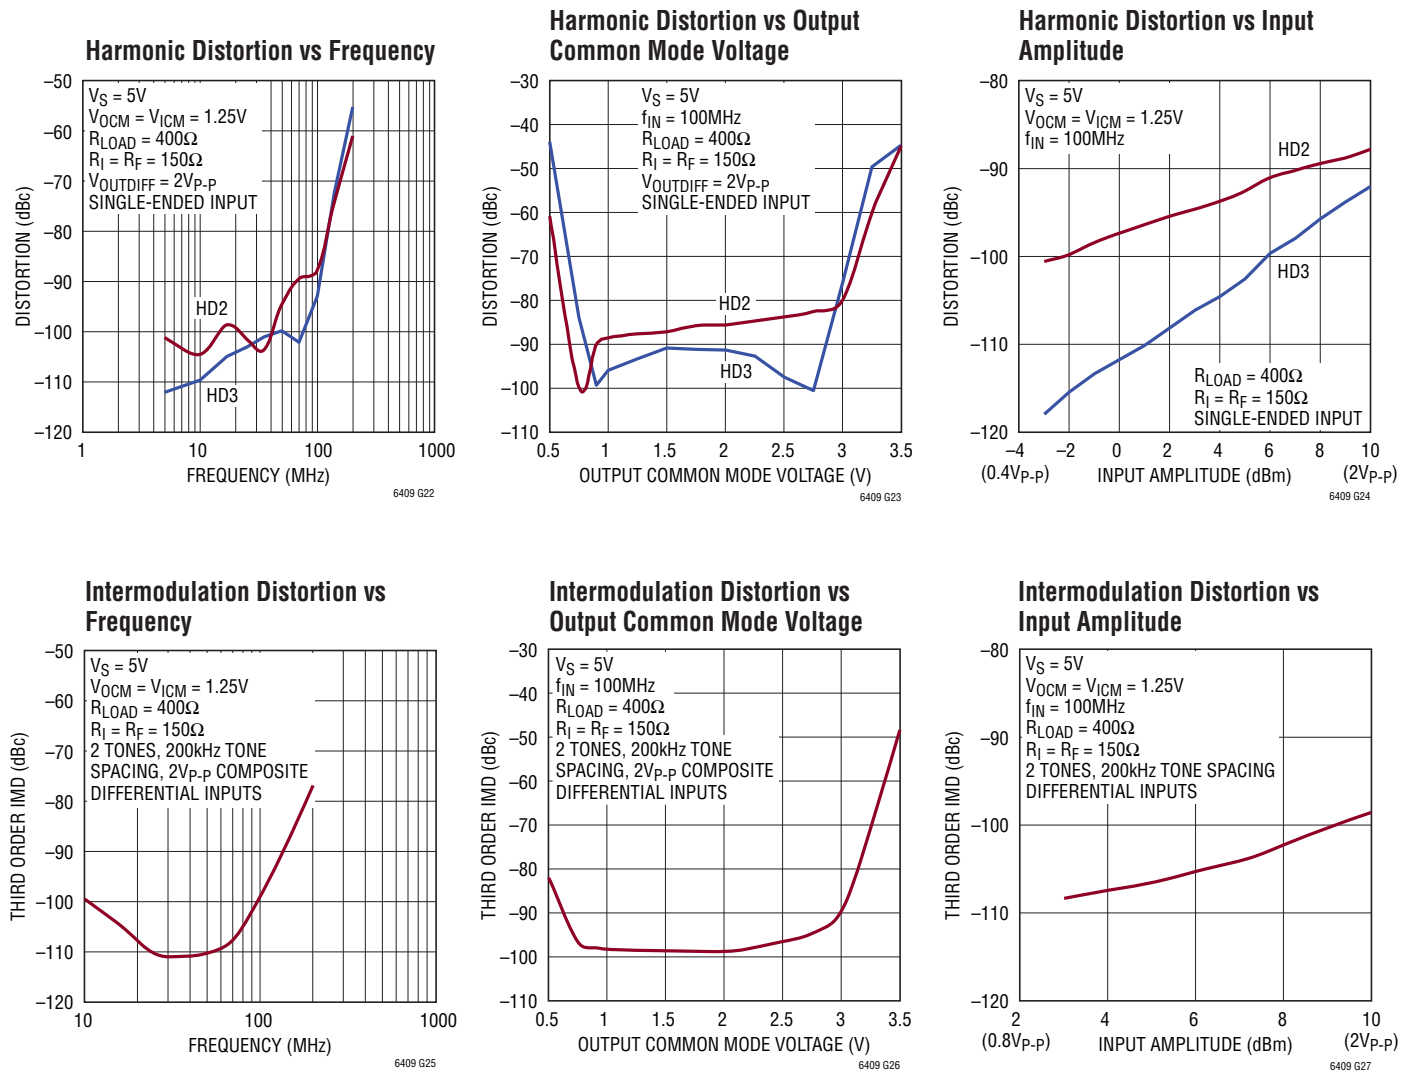 Harmonic Distortion vs Frequency
–50
–60
–70
–80
–90
–100
–110
–120
DISTORTION (dBc)
VS = 5V
VOCM = VICM = 1.25V
RLOAD = 400Ω
RI = RF = 150Ω
VOUTDIFF = 2VP-P
SINGLE-ENDED INPUT
HD2
HD3
1 10 100 1000
FREQUENCY (MHz)
6409 G22
Harmonic Distortion vs Output
Common Mode Voltage
–30
–40
–50
–60
–70
–80
–90
–100
–110
DISTORTION (dBc)
VS = 5V
fIN = 100MHz
RLOAD = 400Ω
RI = RF = 150Ω
VOUTDIFF = 2VP-P
SINGLE-ENDED INPUT
HD2
HD3
0.5 1 1.5 2 2.5 3 3.5
OUTPUT COMMON MODE VOLTAGE (V)
6409 G23
Harmonic Distortion vs Input
Amplitude
–80
–90
–100
–110
–120
DISTORTION (dBc)
VS = 5V
VOCM = VICM = 1.25V
fIN = 100MHz
HD2
HD3
RLOAD = 400Ω
RI = RF = 150Ω
SINGLE-ENDED INPUT
–4 –2 0 2 4 6 8 10
(0.4VP-P) INPUT AMPLITUDE (dBm) (2VP-P)
6409 G24
Intermodulation Distortion vs
Frequency
–50
–60
–70
–80
–90
–100
–110
–120
THIRD ORDER IMD (dBc)
VS = 5V
VOCM = VICM = 1.25V
RLOAD = 400Ω
RI = RF = 150Ω
2 TONES, 200kHz TONE
SPACING, 2VP-P COMPOSITE
DIFFERENTIAL INPUTS
10 100 1000
FREQUENCY (MHz)
6409 G25
Intermodulation Distortion vs
Output Common Mode Voltage
–30
–40
–50
–60
–70
–80
–90
–100
–110
THIRD ORDER IMD (dBc)
VS = 5V
fIN = 100MHz
RLOAD = 400Ω
RI = RF = 150Ω
2 TONES, 200kHz TONE
SPACING, 2VP-P COMPOSITE
DIFFERENTIAL INPUTS
0.5 1 1.5 2 2.5 3 3.5
OUTPUT COMMON MODE VOLTAGE (V)
6409 G26
Intermodulation Distortion vs
Input Amplitude
–80
–90
–100
–110
–120
THIRD ORDER IMD (dBc)
VS = 5V
VOCM = VICM = 1.25V
fIN = 100MHz
RLOAD = 400Ω
RI = RF = 150Ω
2 TONES, 200kHz TONE SPACING
DIFFERENTIAL INPUTS
2 4 6 8 10
(0.8VP-P) INPUT AMPLITUDE (dBm) (2VP-P)
6409 G27